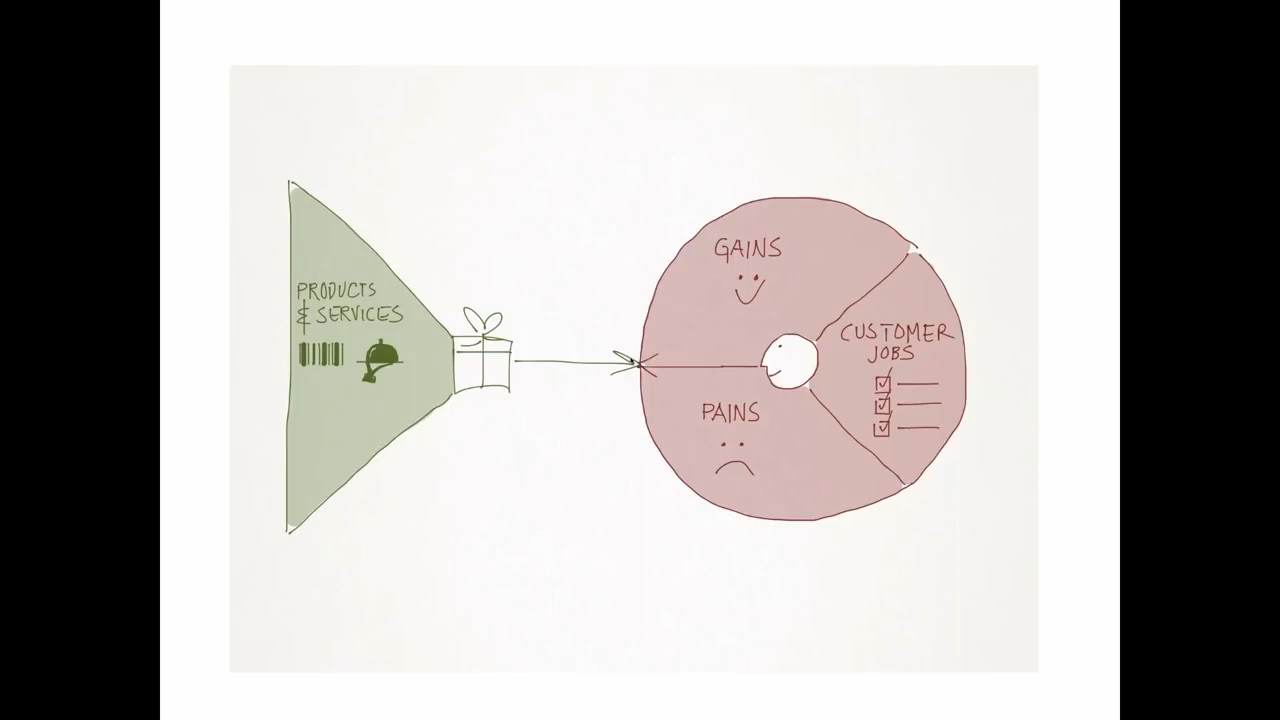 PRODUCTS
& SERVICES
GAINS
CUSTOMER
JOBS
PAINS